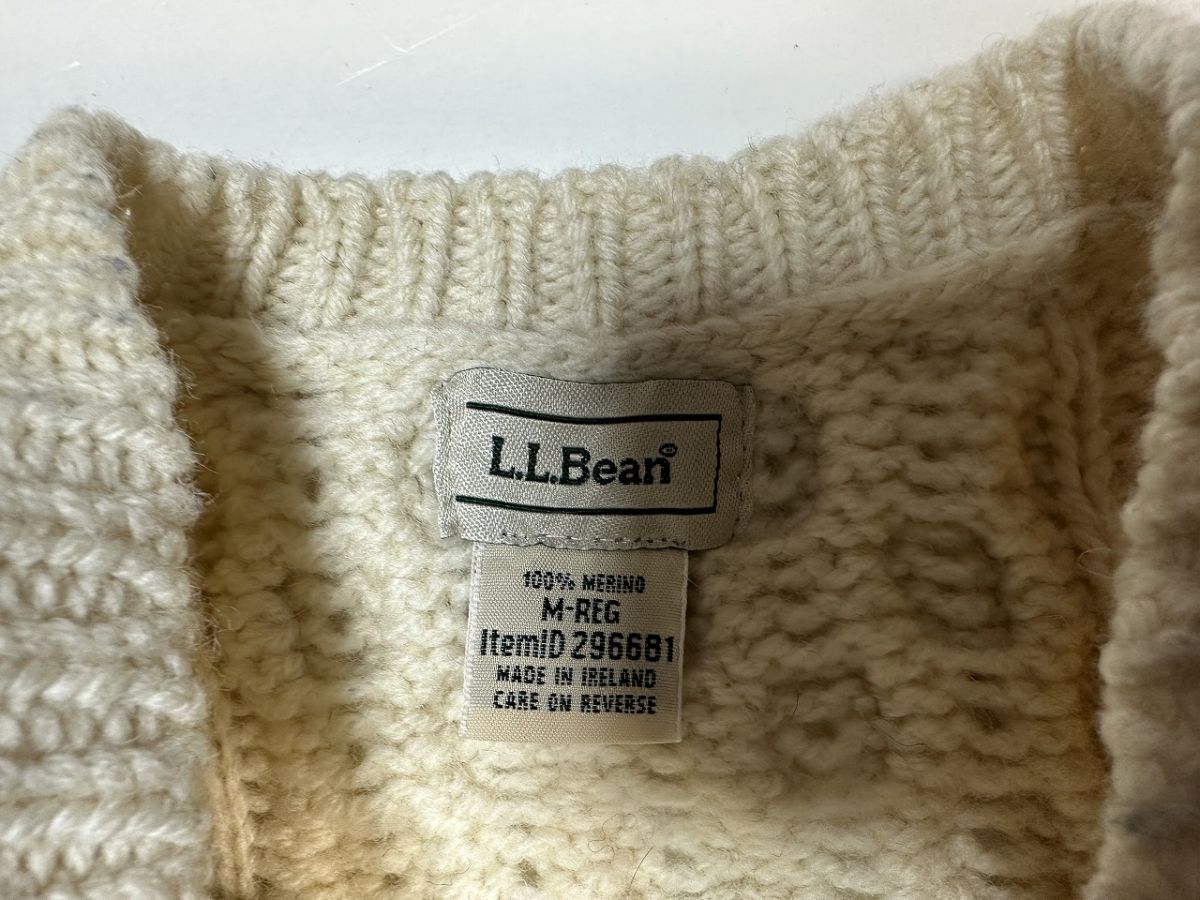 L.L.Bean®
100% MERINO
M-REG
ItemID 296681
MADE IN IRELAND
CARE ON REVERSE